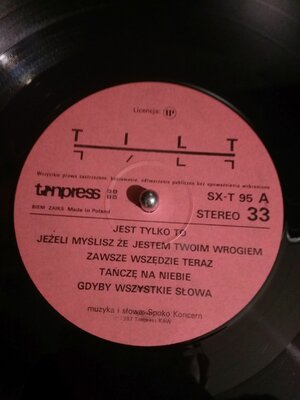 Licencja:
TILT
Wszystkie prawa zastrzeżone, kopiowanie, odtwarzanie publiczne bez upoważnienia wzbronione
tonpress
BIEM ZAIKS Made in Poland
SX-T 95 A
STEREO 33
JEST TYLKO TO
JEŻELI MYŚLISZ ŻE JESTEM TWOIM WROGIEM
ZAWSZE WSZĘDZIE TERAZ
TAŃCZĘ NA NIEBIE
GDYBY WSZYSTKIE SŁOWA
muzyka i słowa: Spoko Koncern